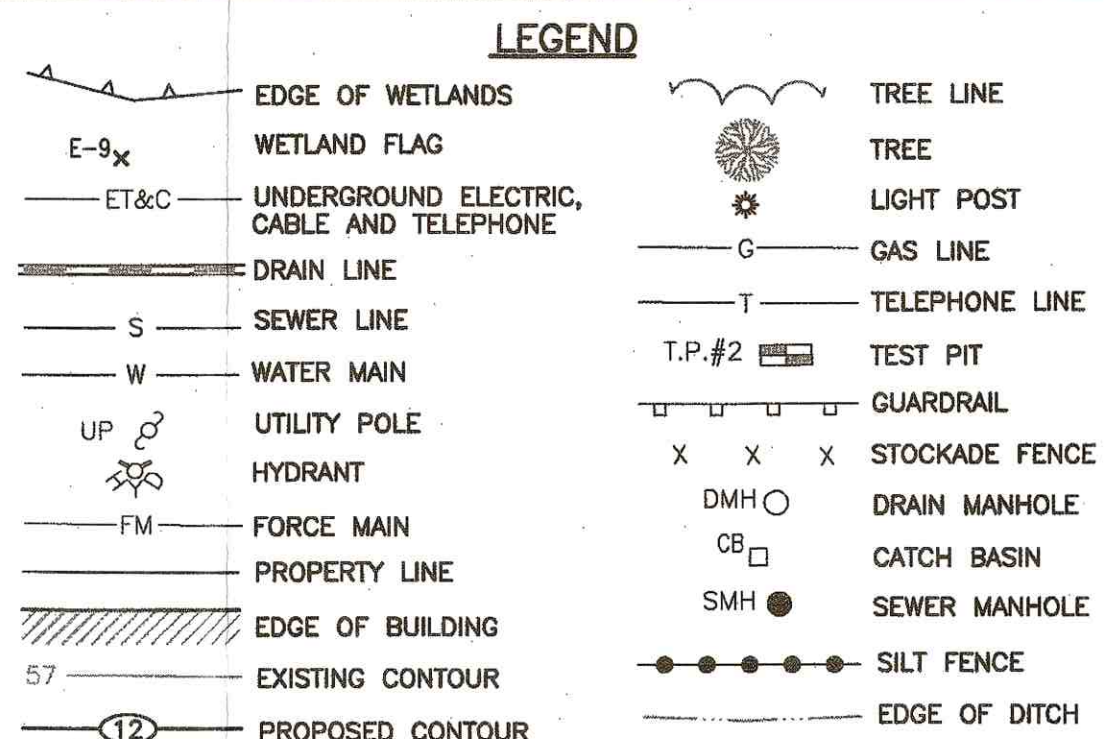 LEGEND
EDGE OF WETLANDS
E-9x WETLAND FLAG
ET&C UNDERGROUND ELECTRIC,
CABLE AND TELEPHONE
DRAIN LINE
S SEWER LINE
W WATER MAIN
UP UTILITY POLE
HYDRANT
FM FORCE MAIN
PROPERTY LINE
EDGE OF BUILDING
57 EXISTING CONTOUR
12 PROPOSED CONTOUR
TREE LINE
TREE
LIGHT POST
G GAS LINE
T TELEPHONE LINE
T.P.#2 TEST PIT
GUARDRAIL
X X X STOCKADE FENCE
DMH DRAIN MANHOLE
CB CATCH BASIN
SMH SEWER MANHOLE
SILT FENCE
EDGE OF DITCH